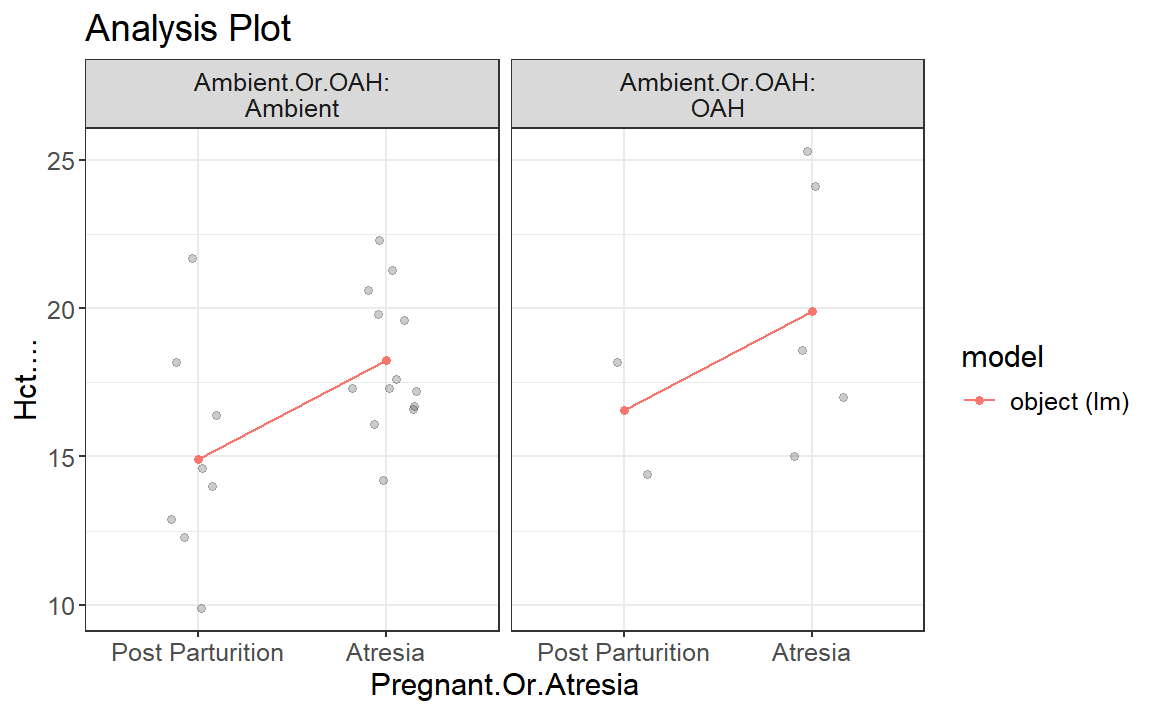 Analysis Plot
Ambient.Or.OAH:
Ambient
Ambient.Or.OAH:
OAH
25
20
15
10
Hct....
Post Parturition
Atresia
Post Parturition
Atresia
Pregnant.Or.Atresia
model
object (lm)